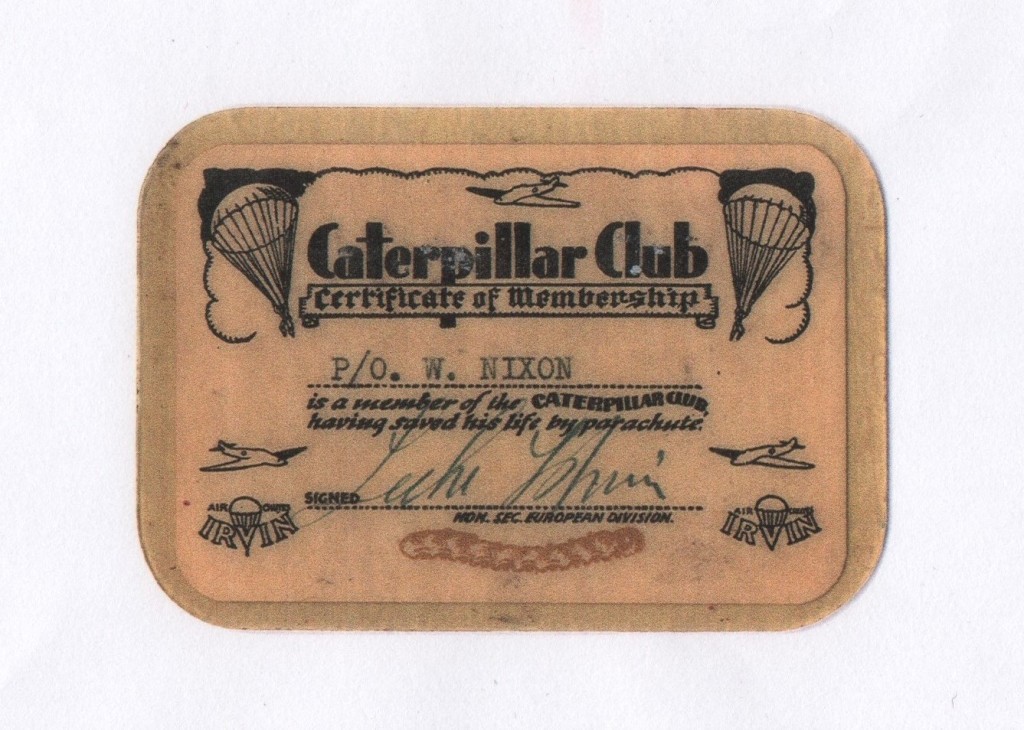 Caterpillar Club
Certificate of Membership
P/O. W. NIXON
is a member of the CATERPILLAR CLUB,
having saved his life by parachute.
SIGNED
HON. SEC. EUROPEAN DIVISION.
AIR CHUTES
IRVIN
AIR CHUTES
IRVIN